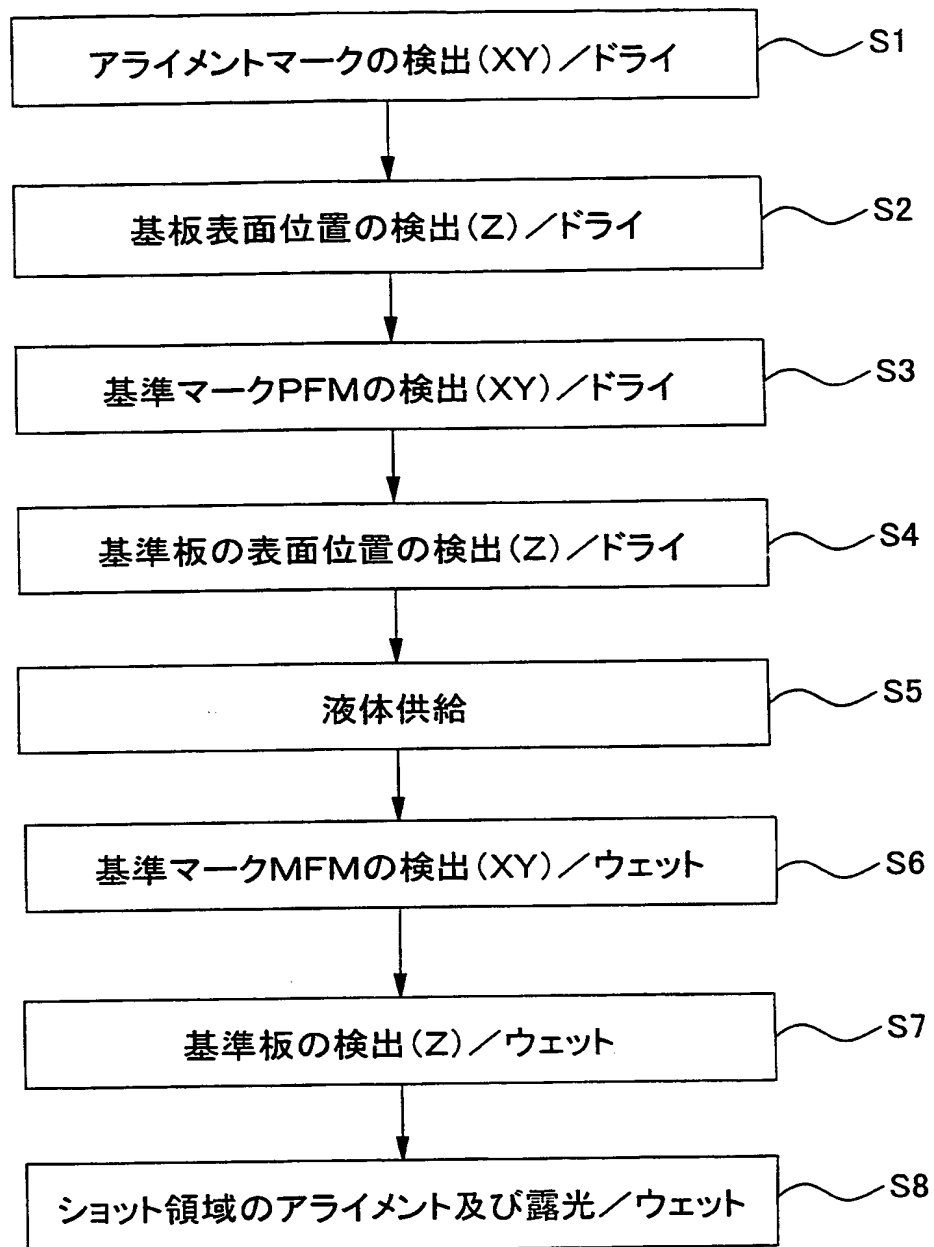 アライメントマークの検出(XY)／ドライ S1
基板表面位置の検出(Z)／ドライ S2
基準マークPFMの検出(XY)／ドライ S3
基準板の表面位置の検出(Z)／ドライ S4
液体供給 S5
基準マークMFMの検出(XY)／ウェット S6
基準板の検出(Z)／ウェット S7
ショット領域のアライメント及び露光／ウェット S8